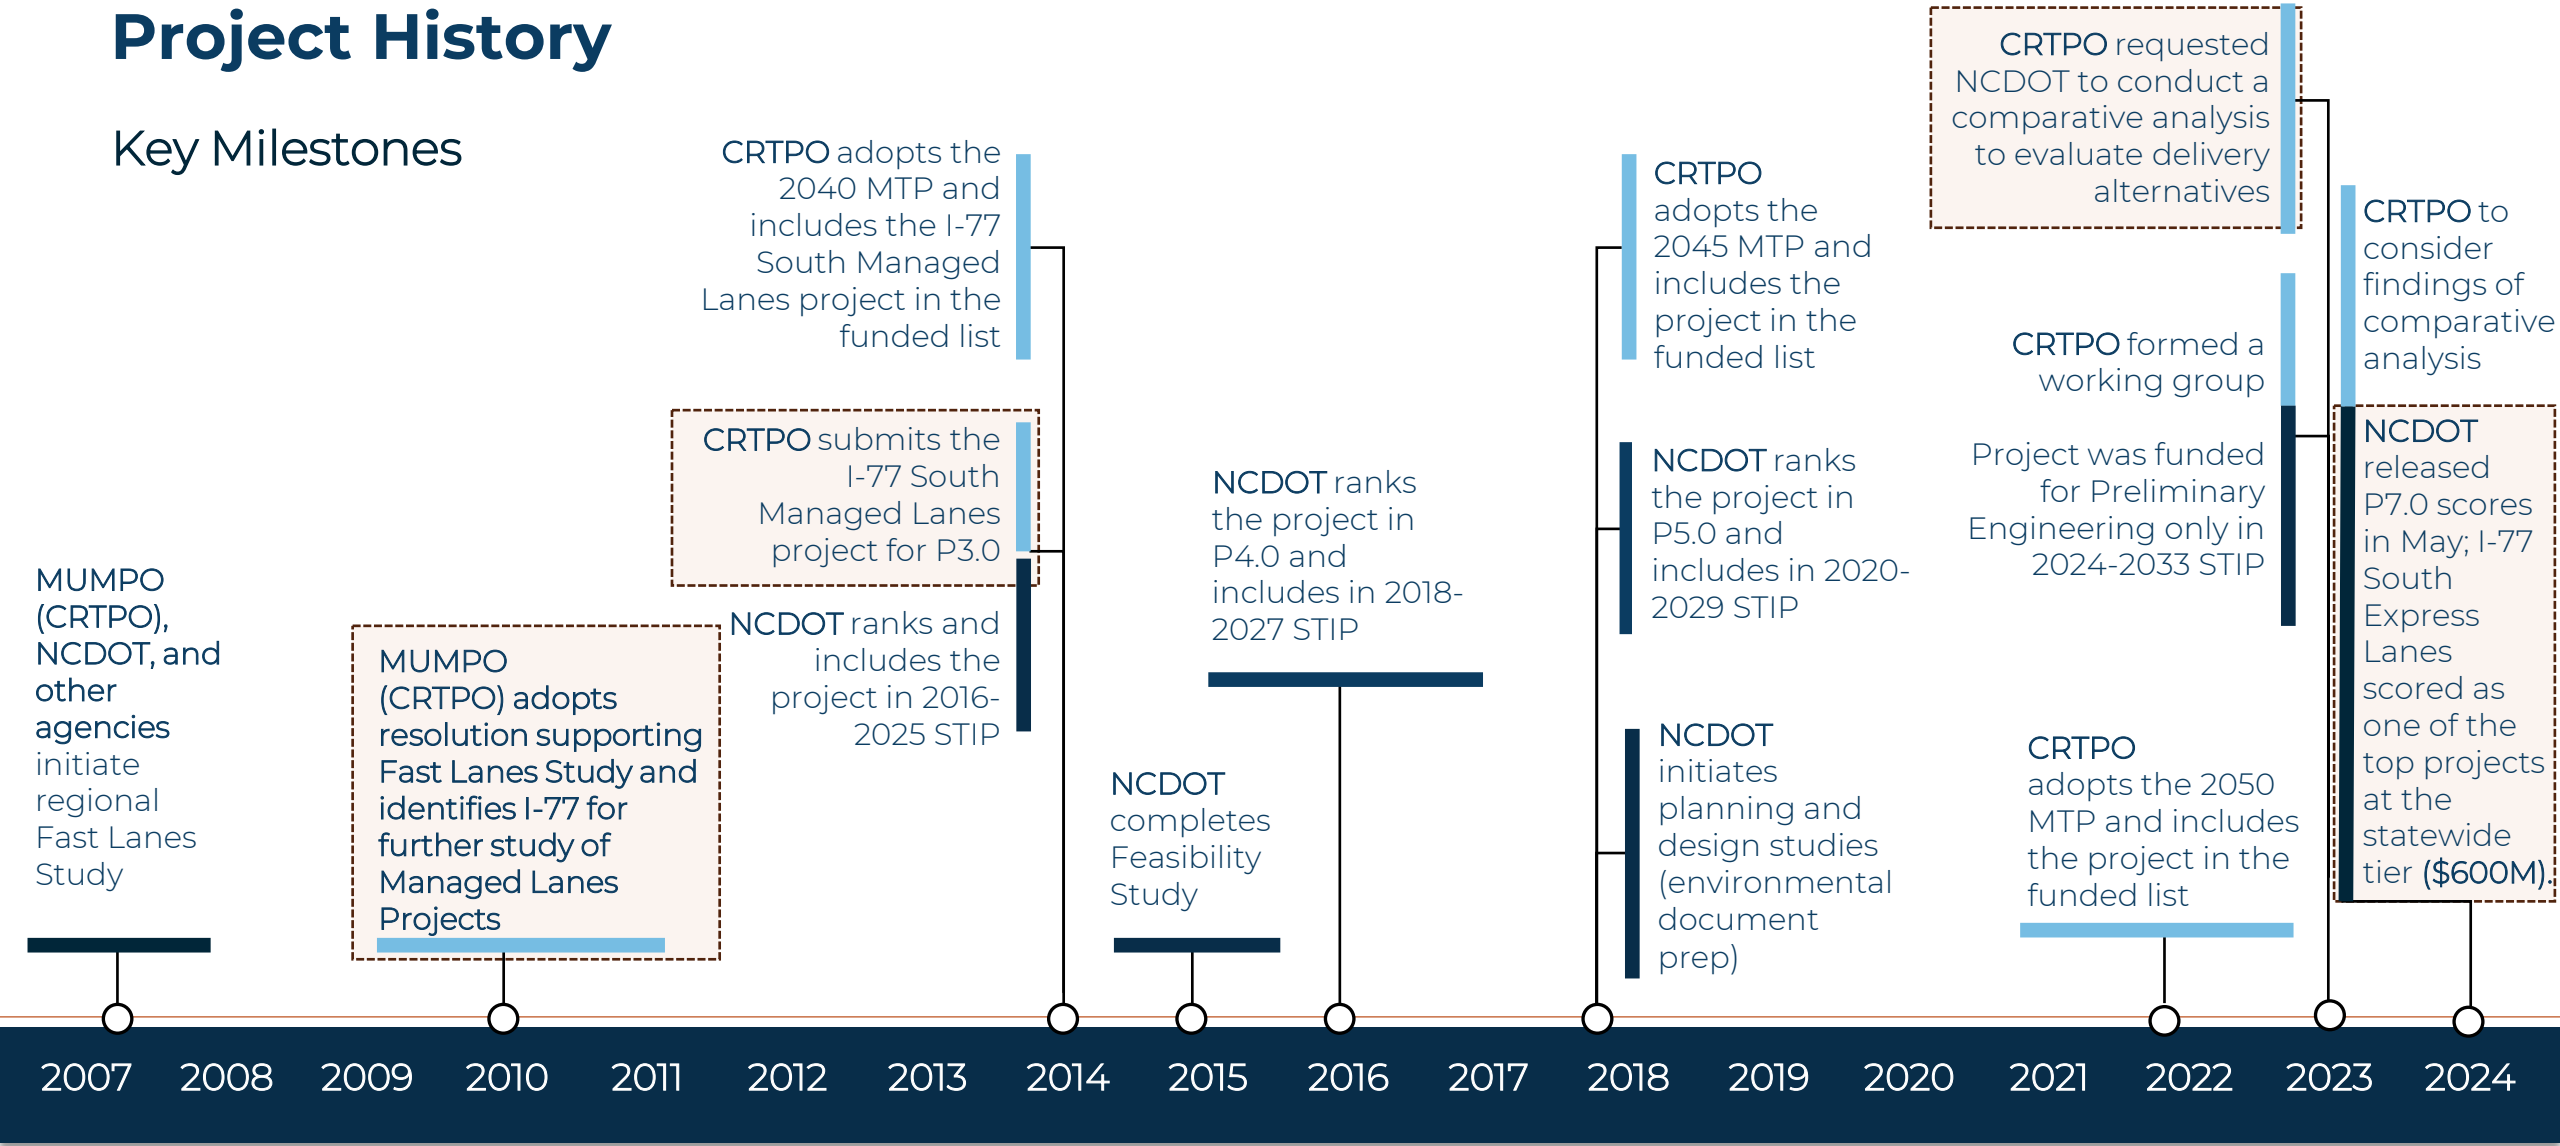 Project History
Key Milestones
MUMPO
(CRTPO),
NCDOT, and
other
agencies
initiate
regional
Fast Lanes
Study
MUMPO
(CRTPO) adopts
resolution supporting
Fast Lanes Study and
identifies I-77 for
further study of
Managed Lanes
Projects
CRTPO adopts the
2040 MTP and
includes the I-77
South Managed
Lanes project in the
funded list
CRTPO submits the
I-77 South
Managed Lanes
project for P3.0
NCDOT ranks and
includes the
project in 2016-
2025 STIP
NCDOT
completes
Feasibility
Study
NCDOT ranks
the project in
P4.0 and
includes in 2018-
2027 STIP
CRTPO
adopts the
2045 MTP and
includes the
project in the
funded list
NCDOT ranks
the project in
P5.0 and
includes in 2020-
2029 STIP
NCDOT
initiates
planning and
design studies
(environmental
document
prep)
CRTPO requested
NCDOT to conduct a
comparative analysis
to evaluate delivery
alternatives
CRTPO formed a
working group
Project was funded
for Preliminary
Engineering only in
2024-2033 STIP
CRTPO
adopts the 2050
MTP and includes
the project in the
funded list
CRTPO to
consider
findings of
comparative
analysis
NCDOT
released
P7.0 scores
in May; I-77
South
Express
Lanes
scored as
one of the
top projects
at the
statewide
tier ($600M).
2007 2008 2009 2010 2011 2012 2013 2014 2015 2016 2017 2018 2019 2020 2021 2022 2023 2024